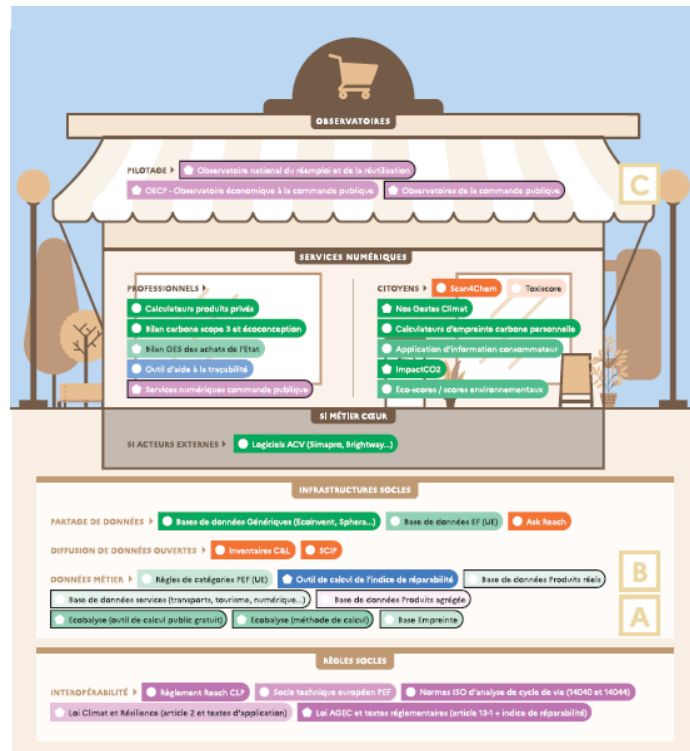 OBSERVATOIRES
PILOTAGE Observatoire national du réemploi et de la réutilisation
OECP - Observatoire économique à la commande publique Observatoires de la commande publique
C
SERVICES NUMÉRIQUES
PROFESSIONNELS
Calculateurs produits privés
Bilan carbone scope 3 et écoconception
Bilan GES des achats de l'Etat
Outil d'aide à la traçabilité
Services numériques commande publique
CITOYENS Scan4Chem Toxiscore
Nos Gestes Climat
Calculateurs d'empreinte carbone personnelle
Application d'information consommateur
ImpactCO2
Eco-scores / scores environnementaux
SI MÉTIER CŒUR
SI ACTEURS EXTERNES Logiciels ACV (Simapro, Brightway...)
INFRASTRUCTURES SOCLES
PARTAGE DE DONNÉES Bases de données Génériques (Ecoinvent, Sphera...) Base de données EF (UE) Ask Reach
DIFFUSION DE DONNÉES OUVERTES Inventaires C&L SCIP
DONNÉES MÉTIER Règles de catégories PEF (UE) Outil de calcul de l'indice de réparabilité Base de données Produits réels
B
Base de données services (transports, tourisme, numérique...) Base de données Produits agrégée
Ecobalyse (outil de calcul public gratuit) Ecobalyse (méthode de calcul) Base Empreinte
A
RÈGLES SOCLES
INTEROPÉRABILITÉ Règlement Reach CLP Socle technique européen PEF Normes ISO d'analyse de cycle de vie (14040 et 14044)
Loi Climat et Résilience (article 2 et textes d'application) Loi AGEC et textes réglementaires (article 13-1 + indice de réparabilité)